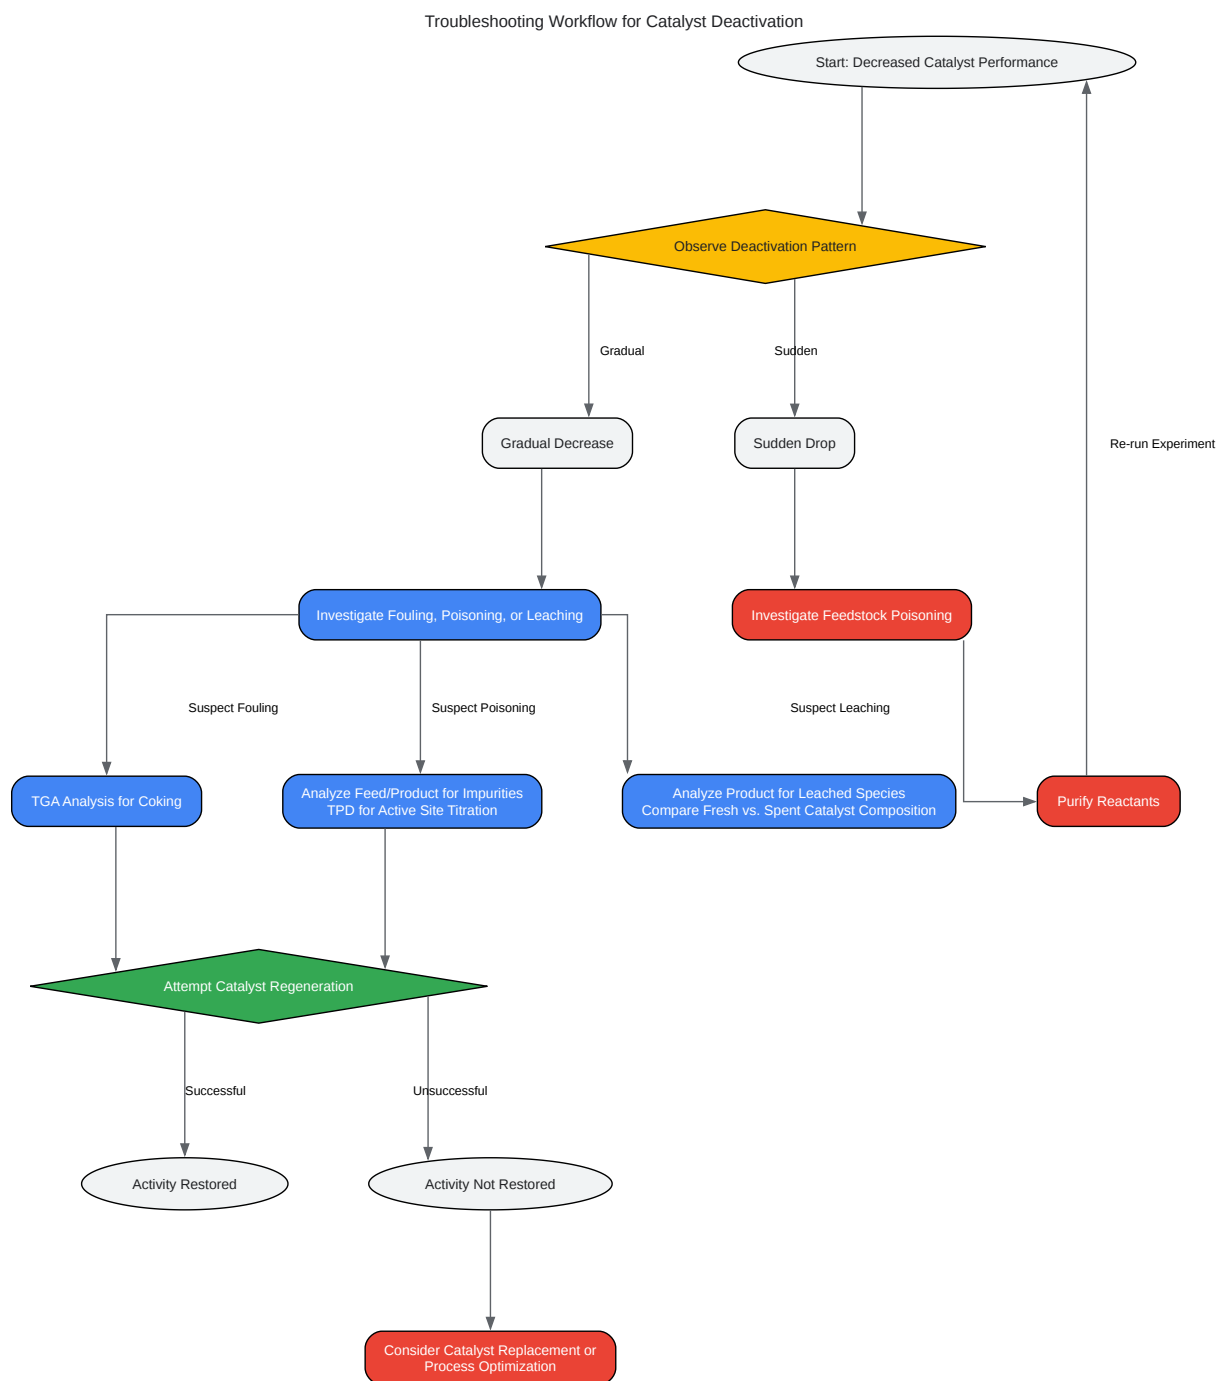 Troubleshooting Workflow for Catalyst Deactivation
Start: Decreased Catalyst Performance
Observe Deactivation Pattern
Gradual
Sudden
Gradual Decrease
Sudden Drop
Re-run Experiment
Investigate Fouling, Poisoning, or Leaching
Investigate Feedstock Poisoning
Suspect Fouling
Suspect Poisoning
Suspect Leaching
TGA Analysis for Coking
Analyze Feed/Product for Impurities
TPD for Active Site Titration
Analyze Product for Leached Species
Compare Fresh vs. Spent Catalyst Composition
Purify Reactants
Attempt Catalyst Regeneration
Successful
Unsuccessful
Activity Restored
Activity Not Restored
Consider Catalyst Replacement or
Process Optimization